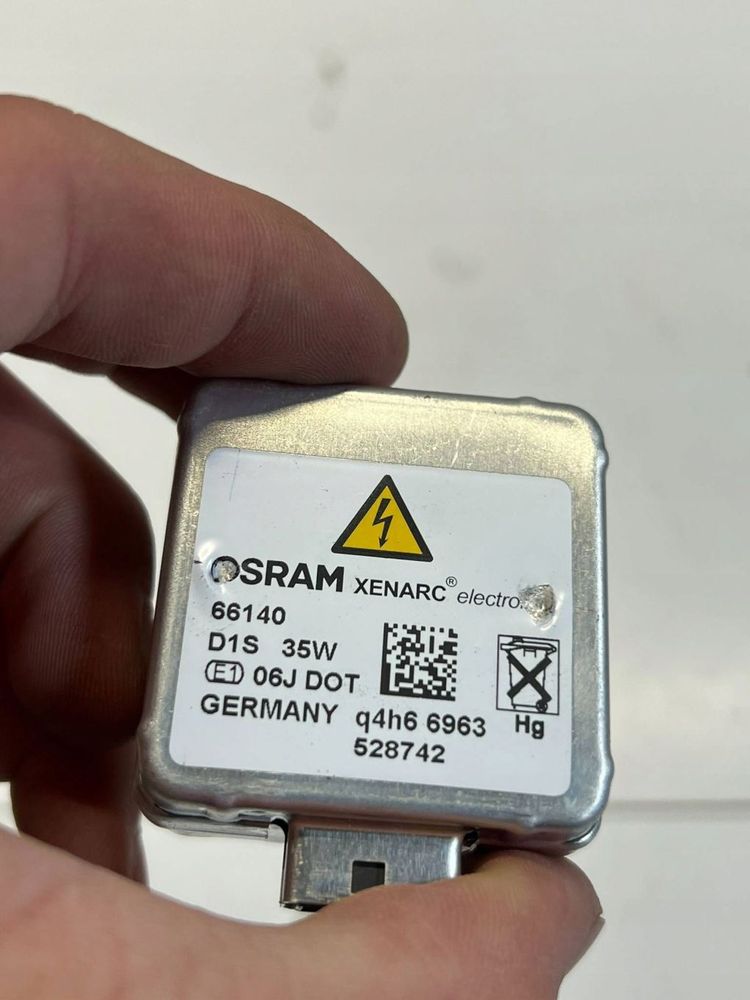 OSRAM XENARC® electro
66140
D1S 35W
E1 06J DOT
GERMANY q4h6 6963
528742
Hg